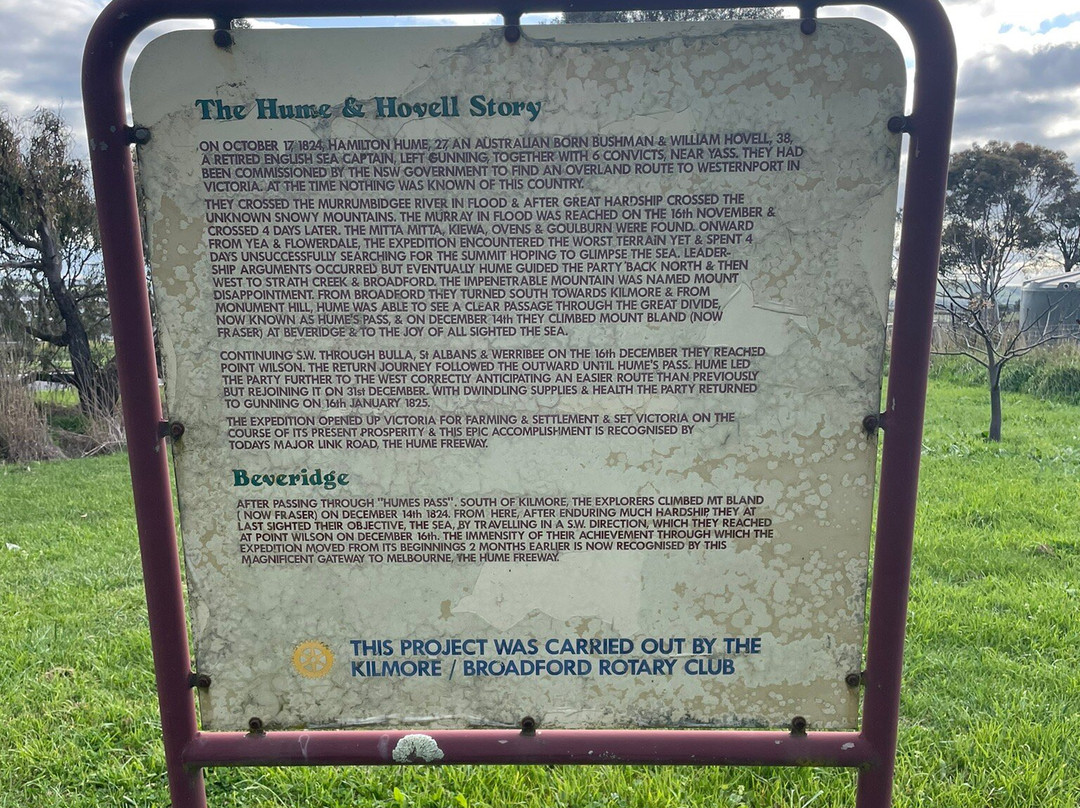 The Hume & Hovell Story
ON OCTOBER 17 1824, HAMILTON HUME, 27, AN AUSTRALIAN BORN BUSHMAN & WILLIAM HOVELL, 38,
A RETIRED ENGLISH SEA CAPTAIN, LEFT GUNNING, TOGETHER WITH 6 CONVICTS, NEAR YASS. THEY HAD
BEEN COMMISSIONED BY THE NSW GOVERNMENT TO FIND AN OVERLAND ROUTE TO WESTERNPORT IN
VICTORIA. AT THE TIME NOTHING WAS KNOWN OF THIS COUNTRY.
THEY CROSSED THE MURRUMBIDGEE RIVER IN FLOOD & AFTER GREAT HARDSHIP CROSSED THE
UNKNOWN SNOWY MOUNTAINS. THE MURRAY IN FLOOD WAS REACHED ON THE 16th NOVEMBER &
CROSSED 4 DAYS LATER. THE MITTA MITTA, KIEWA, OVENS & GOULBURN WERE FOUND. ONWARD
FROM YEA & FLOWERDALE, THE EXPEDITION ENCOUNTERED THE WORST TERRAIN YET & SPENT 4
DAYS UNSUCCESSFULLY SEARCHING FOR THE SUMMIT HOPING TO GLIMPSE THE SEA. LEADER-
SHIP ARGUMENTS OCCURRED BUT EVENTUALLY HUME GUIDED THE PARTY BACK NORTH & THEN
WEST TO STRATH CREEK & BROADFORD. THE IMPENETRABLE MOUNTAIN WAS NAMED MOUNT
DISAPPOINTMENT. FROM BROADFORD THEY TURNED SOUTH TOWARDS KILMORE & FROM
MONUMENT HILL, HUME WAS ABLE TO SEE A CLEAR PASSAGE THROUGH THE GREAT DIVIDE,
NOW KNOWN AS HUME'S PASS, & ON DECEMBER 14th THEY CLIMBED MOUNT BLAND (NOW
FRASER) AT BEVERIDGE & TO THE JOY OF ALL SIGHTED THE SEA.
CONTINUING S.W. THROUGH BULLA, St ALBANS & WERRIBEE ON THE 16th DECEMBER THEY REACHED
POINT WILSON. THE RETURN JOURNEY FOLLOWED THE OUTWARD UNTIL HUME'S PASS. HUME LED
THE PARTY FURTHER TO THE WEST CORRECTLY ANTICIPATING AN EASIER ROUTE THAN PREVIOUSLY
BUT REJOINING IT ON 31st DECEMBER. WITH DWINDLING SUPPLIES & HEALTH THE PARTY RETURNED
TO GUNNING ON 16th JANUARY 1825.
THE EXPEDITION OPENED UP VICTORIA FOR FARMING & SETTLEMENT & SET VICTORIA ON THE
COURSE OF ITS PRESENT PROSPERITY & THIS EPIC ACCOMPLISHMENT IS RECOGNISED BY
TODAYS MAJOR LINK ROAD, THE HUME FREEWAY.
Beveridge
AFTER PASSING THROUGH "HUMES PASS". SOUTH OF KILMORE, THE EXPLORERS CLIMBED MT BLAND
( NOW FRASER) ON DECEMBER 14th 1824. FROM HERE, AFTER ENDURING MUCH HARDSHIP, THEY AT
LAST SIGHTED THEIR OBJECTIVE, THE SEA, BY TRAVELLING IN A S.W. DIRECTION, WHICH THEY REACHED
AT POINT WILSON ON DECEMBER 16th. THE IMMENSITY OF THEIR ACHIEVEMENT THROUGH WHICH THE
EXPEDITION MOVED FROM ITS BEGINNINGS 2 MONTHS EARLIER IS NOW RECOGNISED BY THIS
MAGNIFICENT GATEWAY TO MELBOURNE, THE HUME FREEWAY.
THIS PROJECT WAS CARRIED OUT BY THE
KILMORE / BROADFORD ROTARY CLUB